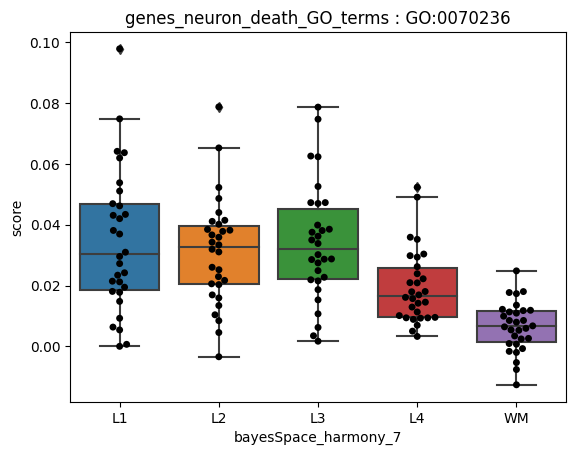 genes_neuron_death_GO_terms : GO:0070236
0.10
0.08
0.06
0.04
0.02
0.00
score
L1 L2 L3 L4 WM
bayesSpace_harmony_7